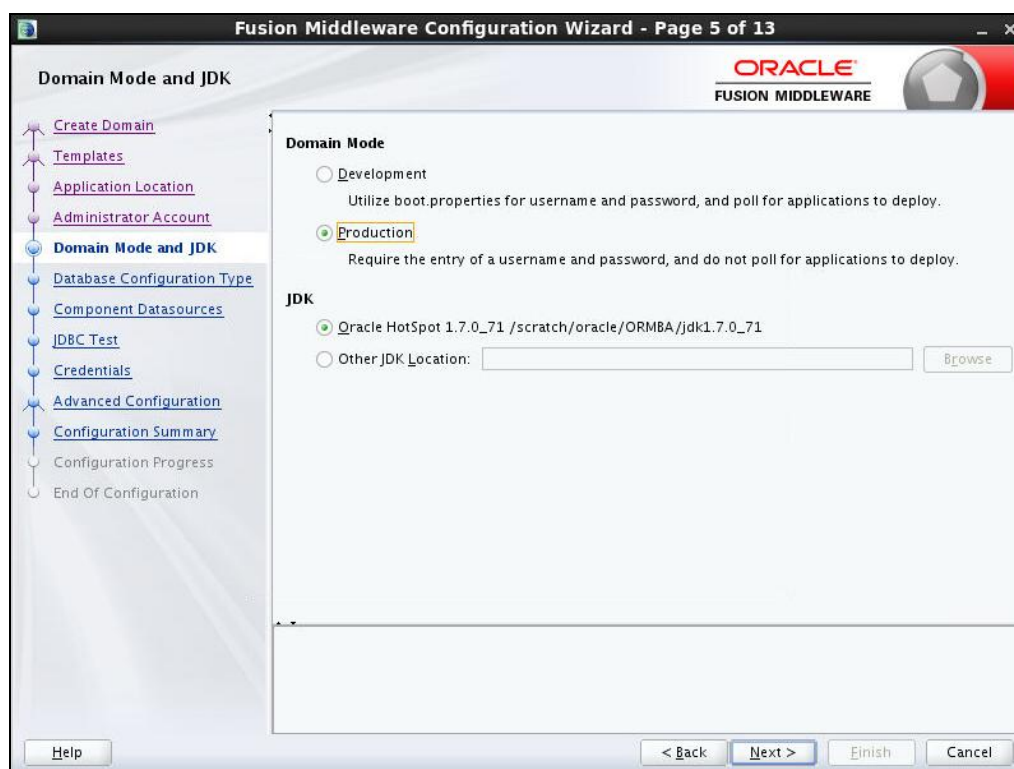 Fusion Middleware Configuration Wizard - Page 5 of 13
Domain Mode and JDK
ORACLE
FUSION MIDDLEWARE
Create Domain
Templates
Application Location
Administrator Account
Domain Mode and JDK
Database Configuration Type
Component Datasources
JDBC Test
Credentials
Advanced Configuration
Configuration Summary
Configuration Progress
End Of Configuration
Domain Mode
Development
Utilize boot.properties for username and password, and poll for applications to deploy.
Production
Require the entry of a username and password, and do not poll for applications to deploy.
JDK
Oracle HotSpot 1.7.0_71 /scratch/oracle/ORMBA/jdk1.7.0_71
Other JDK Location:
Browse
Help
< Back
Next >
Finish
Cancel